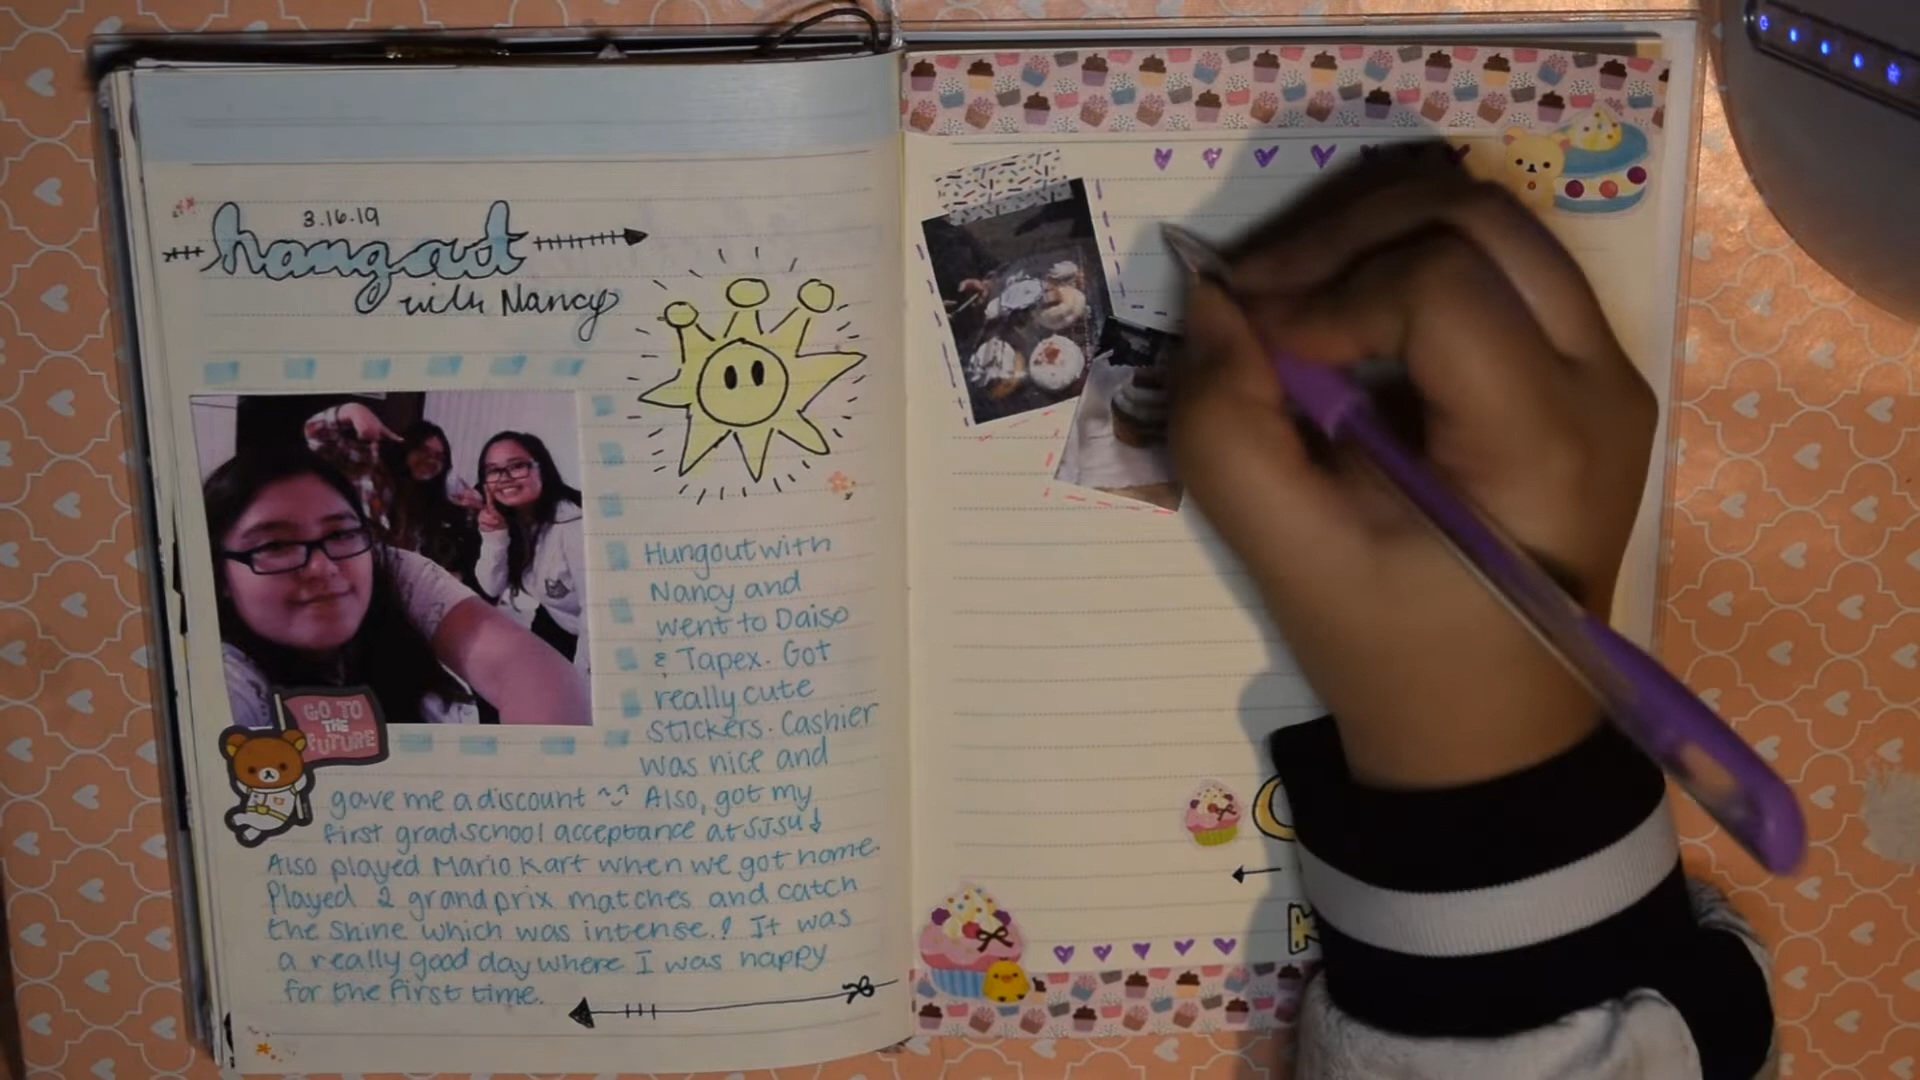 3.16.19
hangout
with Nancy
Hungout with
Nancy and
went to Daiso
& Tapex. Got
really cute
stickers. Cashier
was nice and
GO TO
THE
FUTURE
gave me a discount ^‿^ Also, got my
first gradschool acceptance at SJSU!
Also played Mario Kart when we got home.
Played 2 grandprix matches and catch
the shine which was intense.! It was
a really good day where I was happy
for the first time.